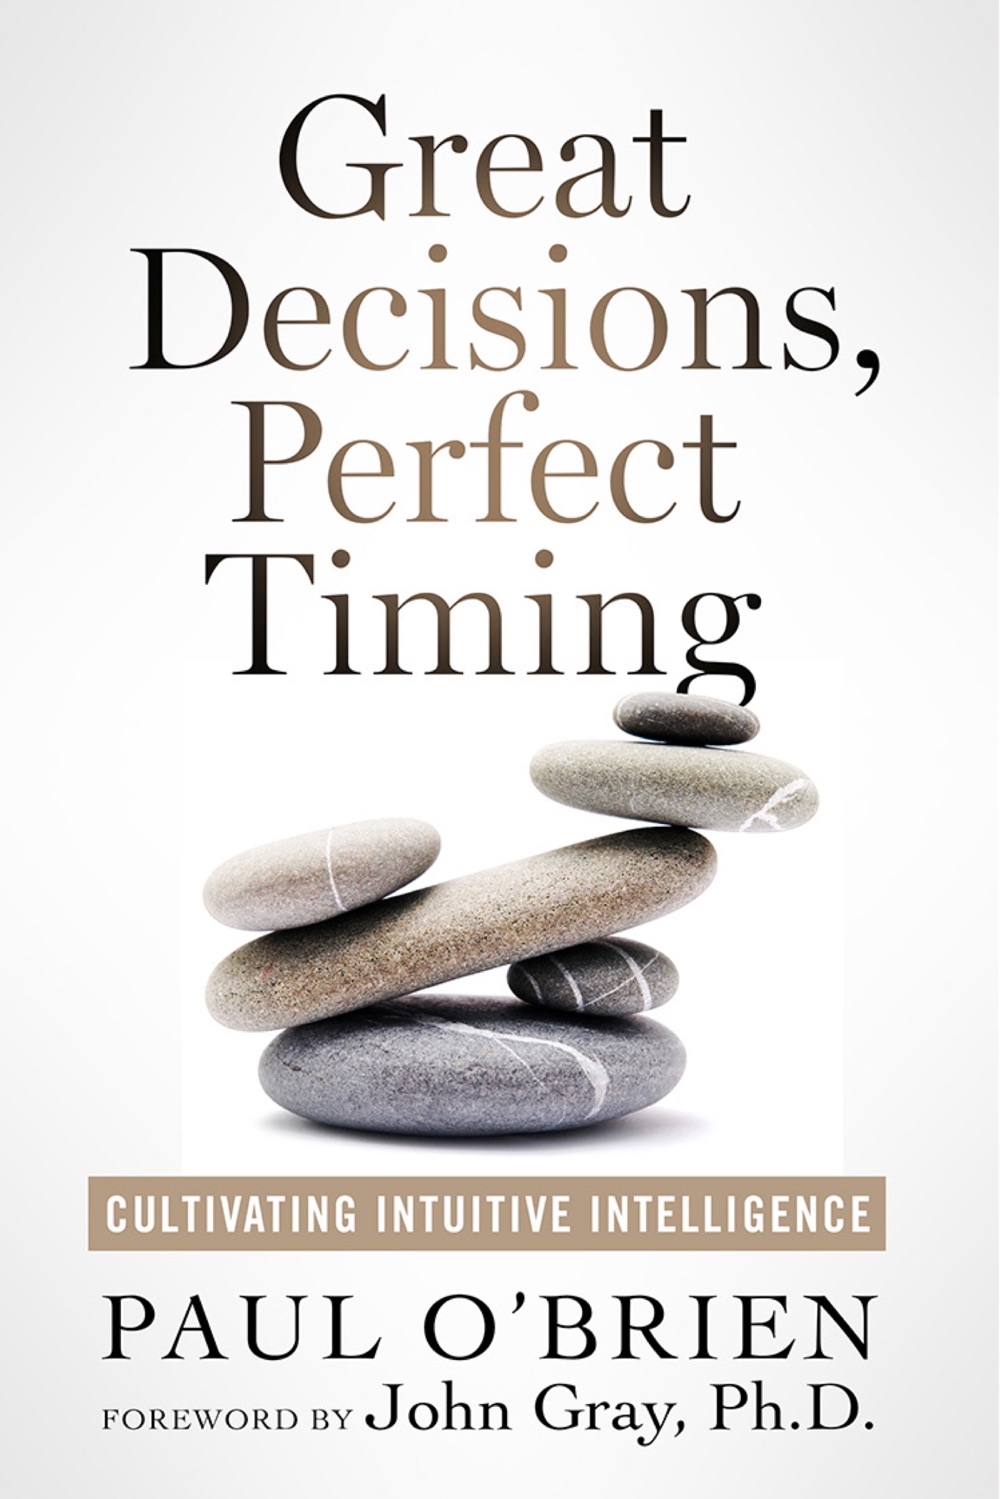 Great
Decisions,
Perfect
Timing
CULTIVATING INTUITIVE INTELLIGENCE
PAUL O’BRIEN
FOREWORD BY John Gray, Ph.D.